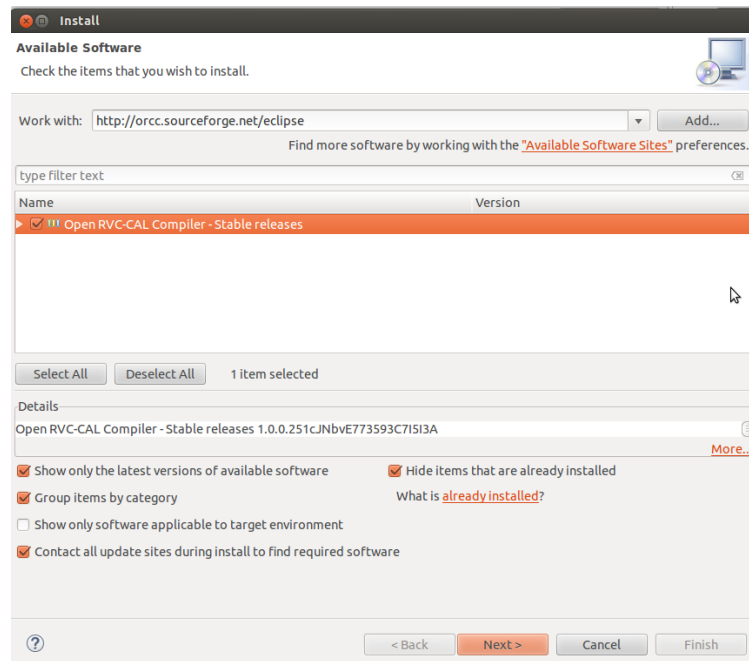 Install
Available Software
Check the items that you wish to install.
Work with: http://orcc.sourceforge.net/eclipse Add...
Find more software by working with the "Available Software Sites" preferences.
type filter text
Name Version
Open RVC-CAL Compiler - Stable releases
Select All Deselect All 1 item selected
Details
Open RVC-CAL Compiler - Stable releases 1.0.0.251cJNbvE773593C7I5I3A
More..
Show only the latest versions of available software Hide items that are already installed
Group items by category What is already installed?
Show only software applicable to target environment
Contact all update sites during install to find required software
? < Back Next > Cancel Finish